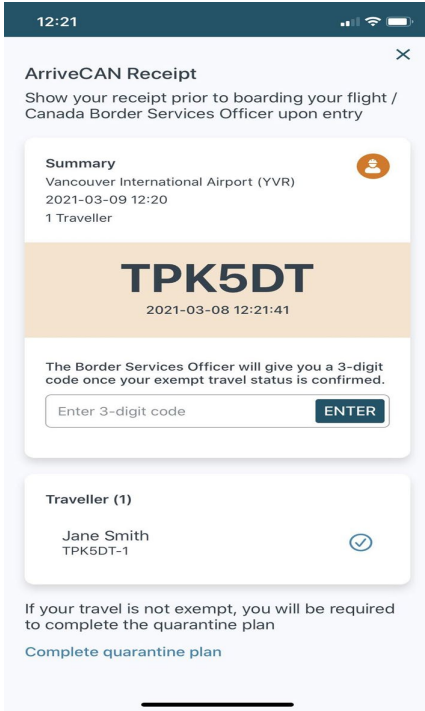 12:21
ArriveCAN Receipt
Show your receipt prior to boarding your flight /
Canada Border Services Officer upon entry
Summary
Vancouver International Airport (YVR)
2021-03-09 12:20
1 Traveller
TPK5DT
2021-03-08 12:21:41
The Border Services Officer will give you a 3-digit
code once your exempt travel status is confirmed.
Enter 3-digit code
ENTER
Traveller (1)
Jane Smith
TPK5DT-1
If your travel is not exempt, you will be required
to complete the quarantine plan
Complete quarantine plan